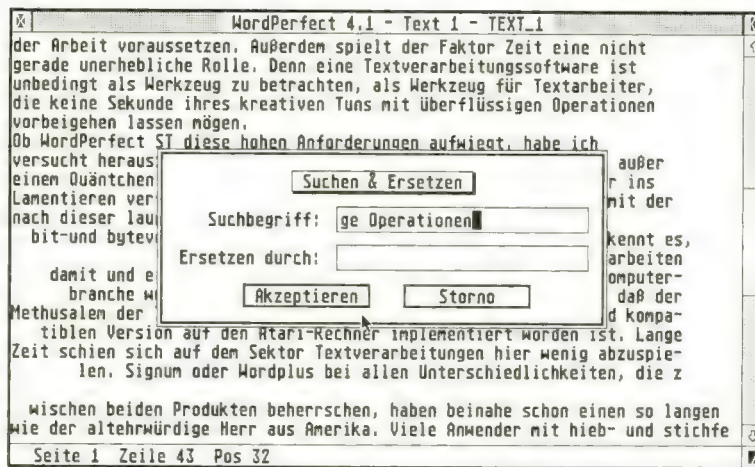 WordPerfect 4.1 - Text 1 - TEXT_1
der Arbeit voraussetzen. Außerdem spielt der Faktor Zeit eine nicht
gerade unerhebliche Rolle. Denn eine Textverarbeitungssoftware ist
unbedingt als Werkzeug zu betrachten, als Werkzeug für Textarbeiter,
die keine Sekunde ihres kreativen Tuns mit überflüssigen Operationen
vorbeigehen lassen mögen.
Ob WordPerfect ST diese hohen Anforderungen aufwiegt, habe ich
versucht heraus außer
einem Quäntchen r ins
Lamentieren ver mit der
nach dieser lau
bit-und bytev kennt es,
arbeiten
damit und e omputer-
branche w daß der
Methusalem der d kompa-
Suchen & Ersetzen
Suchbegriff: ge Operationen
Ersetzen durch:
Akzeptieren Storno
tiblen Version auf den Atari-Rechner implementiert worden ist. Lange
Zeit schien sich auf dem Sektor Textverarbeitungen hier wenig abzuspie-
len. Signum oder Wordplus bei allen Unterschiedlichkeiten, die z
wischen beiden Produkten beherrschen, haben beinahe schon einen so langen
wie der altehrwürdige Herr aus Amerika. Viele Anwender mit hieb- und stichfe
Seite 1 Zeile 43 Pos 32